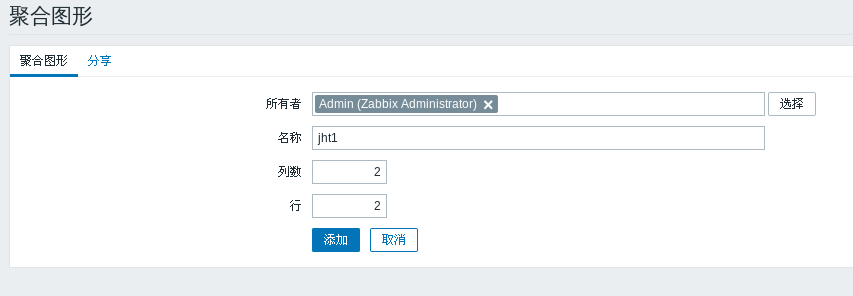 聚合图形
聚合图形 分享
所有者 Admin (Zabbix Administrator) 选择
名称 jht1
列数 2
行 2
添加 取消